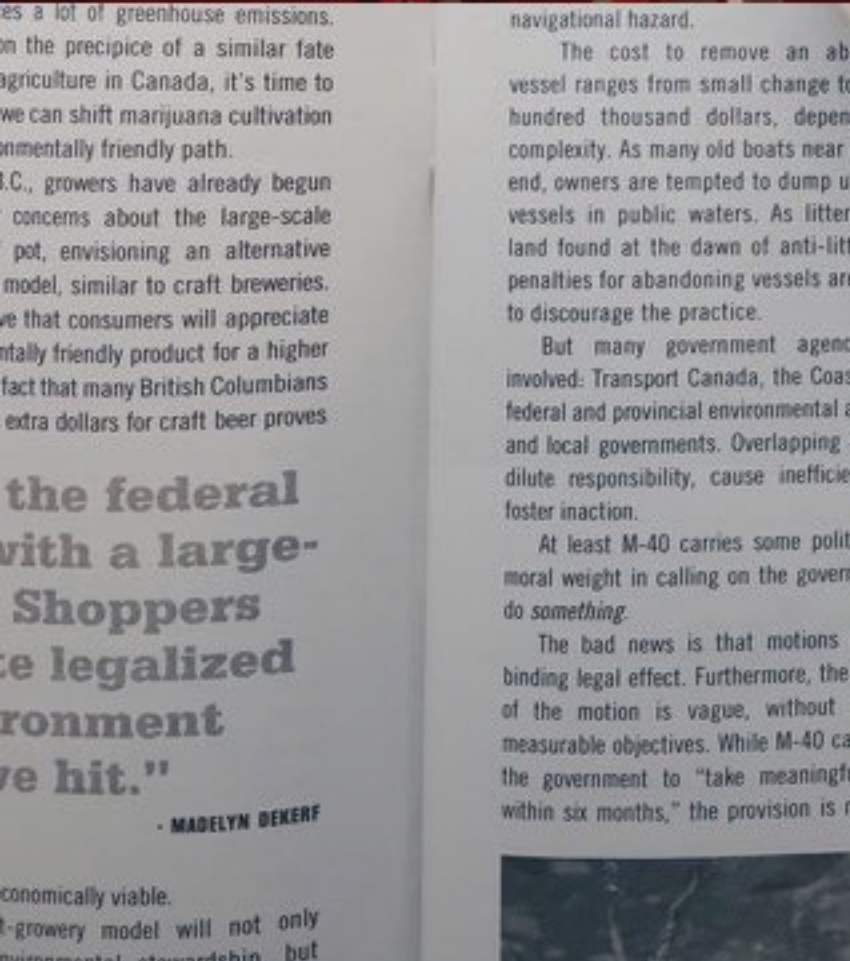 a lot of greenhouse emissions.
on the precipice of a similar fate
agriculture in Canada, it's time to
we can shift marijuana cultivation
onmentally friendly path.
B.C., growers have already begun
concerns about the large-scale
pot, envisioning an alternative
model, similar to craft breweries.
ve that consumers will appreciate
ntally friendly product for a higher
fact that many British Columbians
extra dollars for craft beer proves
the federal
with a large-
Shoppers
te legalized
ronment
ve hit."
- MADELYN DEKERF
conomically viable.
t-growery model will not only
stewardship, but
navigational hazard.
The cost to remove an ab
vessel ranges from small change to
hundred thousand dollars, depen
complexity. As many old boats near
end, owners are tempted to dump u
vessels in public waters. As litter
land found at the dawn of anti-litt
penalties for abandoning vessels are
to discourage the practice.
But many government agenc
involved: Transport Canada, the Coas
federal and provincial environmental a
and local governments. Overlapping
dilute responsibility, cause inefficie
foster inaction.
At least M-40 carries some polit
moral weight in calling on the govern
do something.
The bad news is that motions
binding legal effect. Furthermore, the
of the motion is vague, without
measurable objectives. While M-40 ca
the government to "take meaningfu
within six months," the provision is n